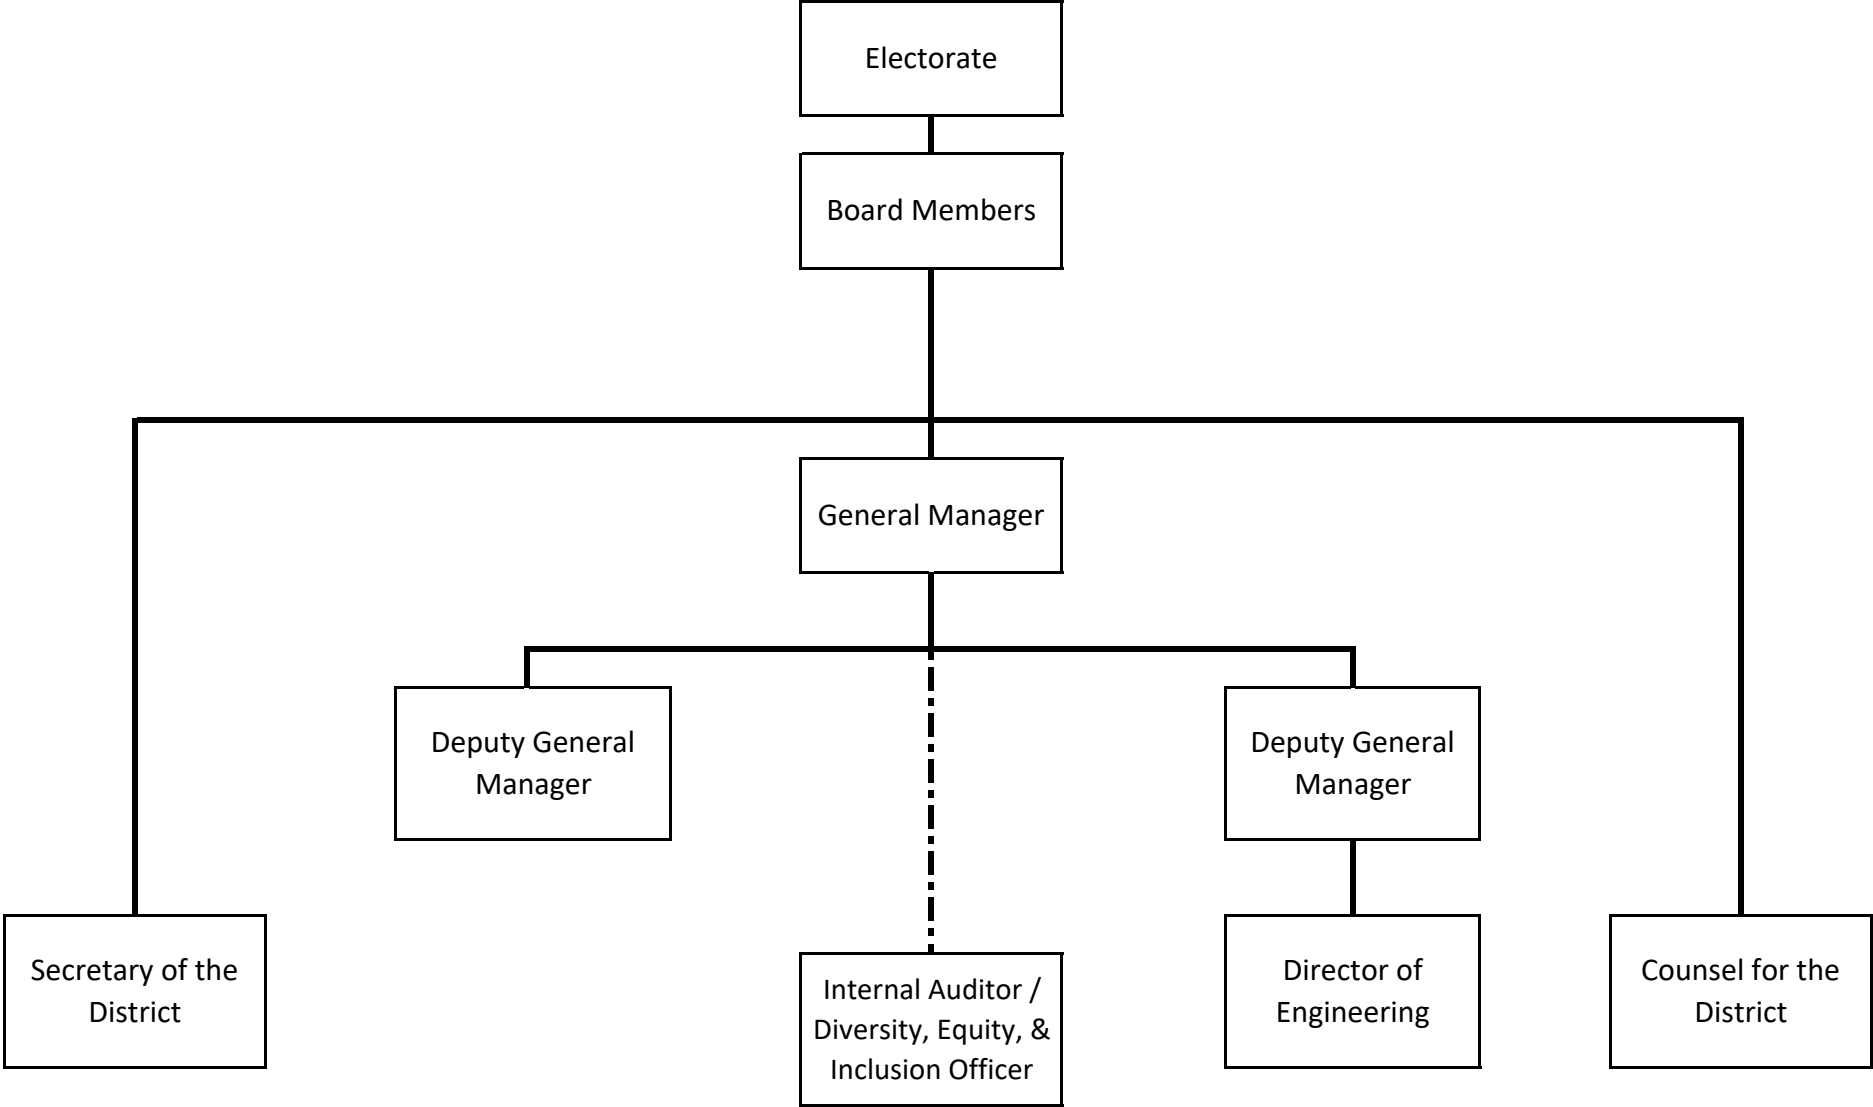 Electorate
Board Members
General Manager
Deputy General
Manager
Deputy General
Manager
Secretary of the
District
Internal Auditor /
Diversity, Equity, &
Inclusion Officer
Director of
Engineering
Counsel for the
District